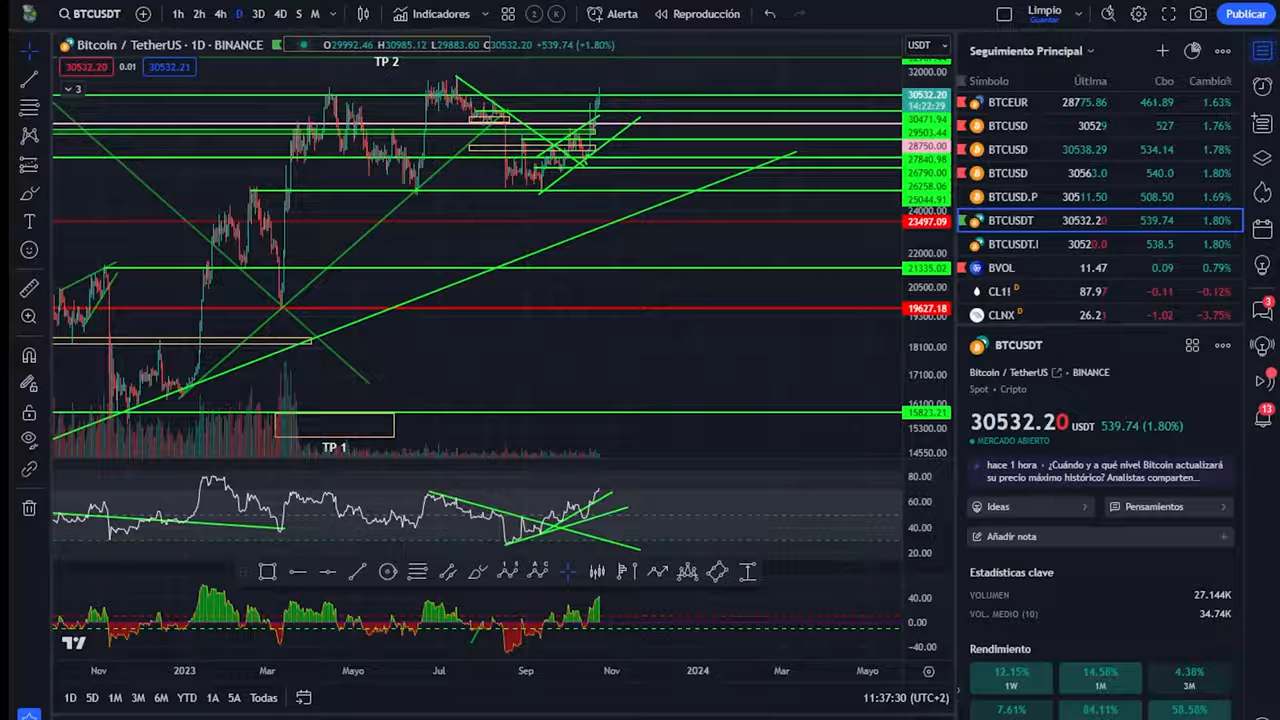 BTCUSDT
1h 2h 4h D 3D 4D S M
Indicadores
2 K
Alerta
Reproducción
Limpio
Guardar
Publicar
Bitcoin / TetherUS · 1D · BINANCE
O29992.46 H30985.12 L29883.60 C30532.20 +539.74 (+1.80%)
USDT
30532.20 0.01 30532.21
3
TP 2
32000.00
30532.20
14:22:29
30471.94
29503.44
28750.00
27840.98
26790.00
26258.06
25044.91
24000.00
23497.09
22000.00
21335.02
20500.00
19627.18
19300.00
18100.00
17100.00
16100.00
15823.21
15300.00
14550.00
TP 1
80.00
60.00
40.00
20.00
40.00
0.00
−40.00
Nov 2023 Mar Mayo Jul Sep Nov 2024 Mar Mayo
1D 5D 1M 3M 6M YTD 1A 5A Todas
11:37:30 (UTC+2)
Seguimiento Principal
Símbolo Última Cbo Cambio%
BTCEUR 28775.86 461.89 1.63%
BTCUSD 30529 527 1.76%
BTCUSD 30538.29 534.14 1.78%
BTCUSD 30563.0 540.0 1.80%
BTCUSD.P 30511.50 508.50 1.69%
BTCUSDT 30532.20 539.74 1.80%
BTCUSDT.I 30520.0 538.5 1.80%
BVOL 11.47 0.09 0.79%
CL1! D 87.97 −0.11 −0.12%
CLNX D 26.21 −1.02 −3.75%
BTCUSDT
Bitcoin / TetherUS · BINANCE
Spot · Cripto
30532.20 USDT 539.74 (1.80%)
MERCADO ABIERTO
hace 1 hora · ¿Cuándo y a qué nivel Bitcoin actualizará
su precio máximo histórico? Analistas comparten...
Ideas
Pensamientos
Añadir nota
Estadísticas clave
VOLUMEN 27.144K
VOL. MEDIO (10) 34.74K
Rendimiento
12.15% 14.58% 4.38%
1W 1M 3M
7.61% 84.11% 58.58%
3
13